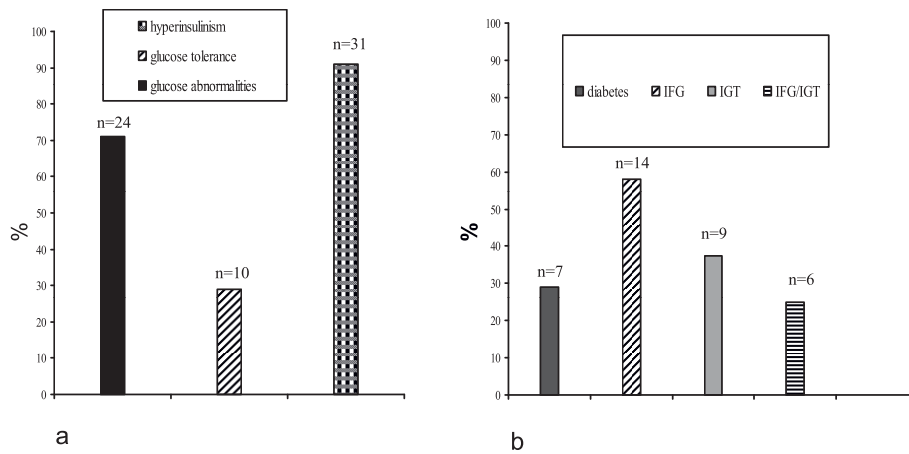 hyperinsulinism
glucose tolerance
glucose abnormalities
n=24
n=10
n=31
100
90
80
70
60
50
40
30
20
10
0
%
a
diabetes IFG IGT IFG/IGT
n=7
n=14
n=9
n=6
100
90
80
70
60
50
40
30
20
10
0
%
b